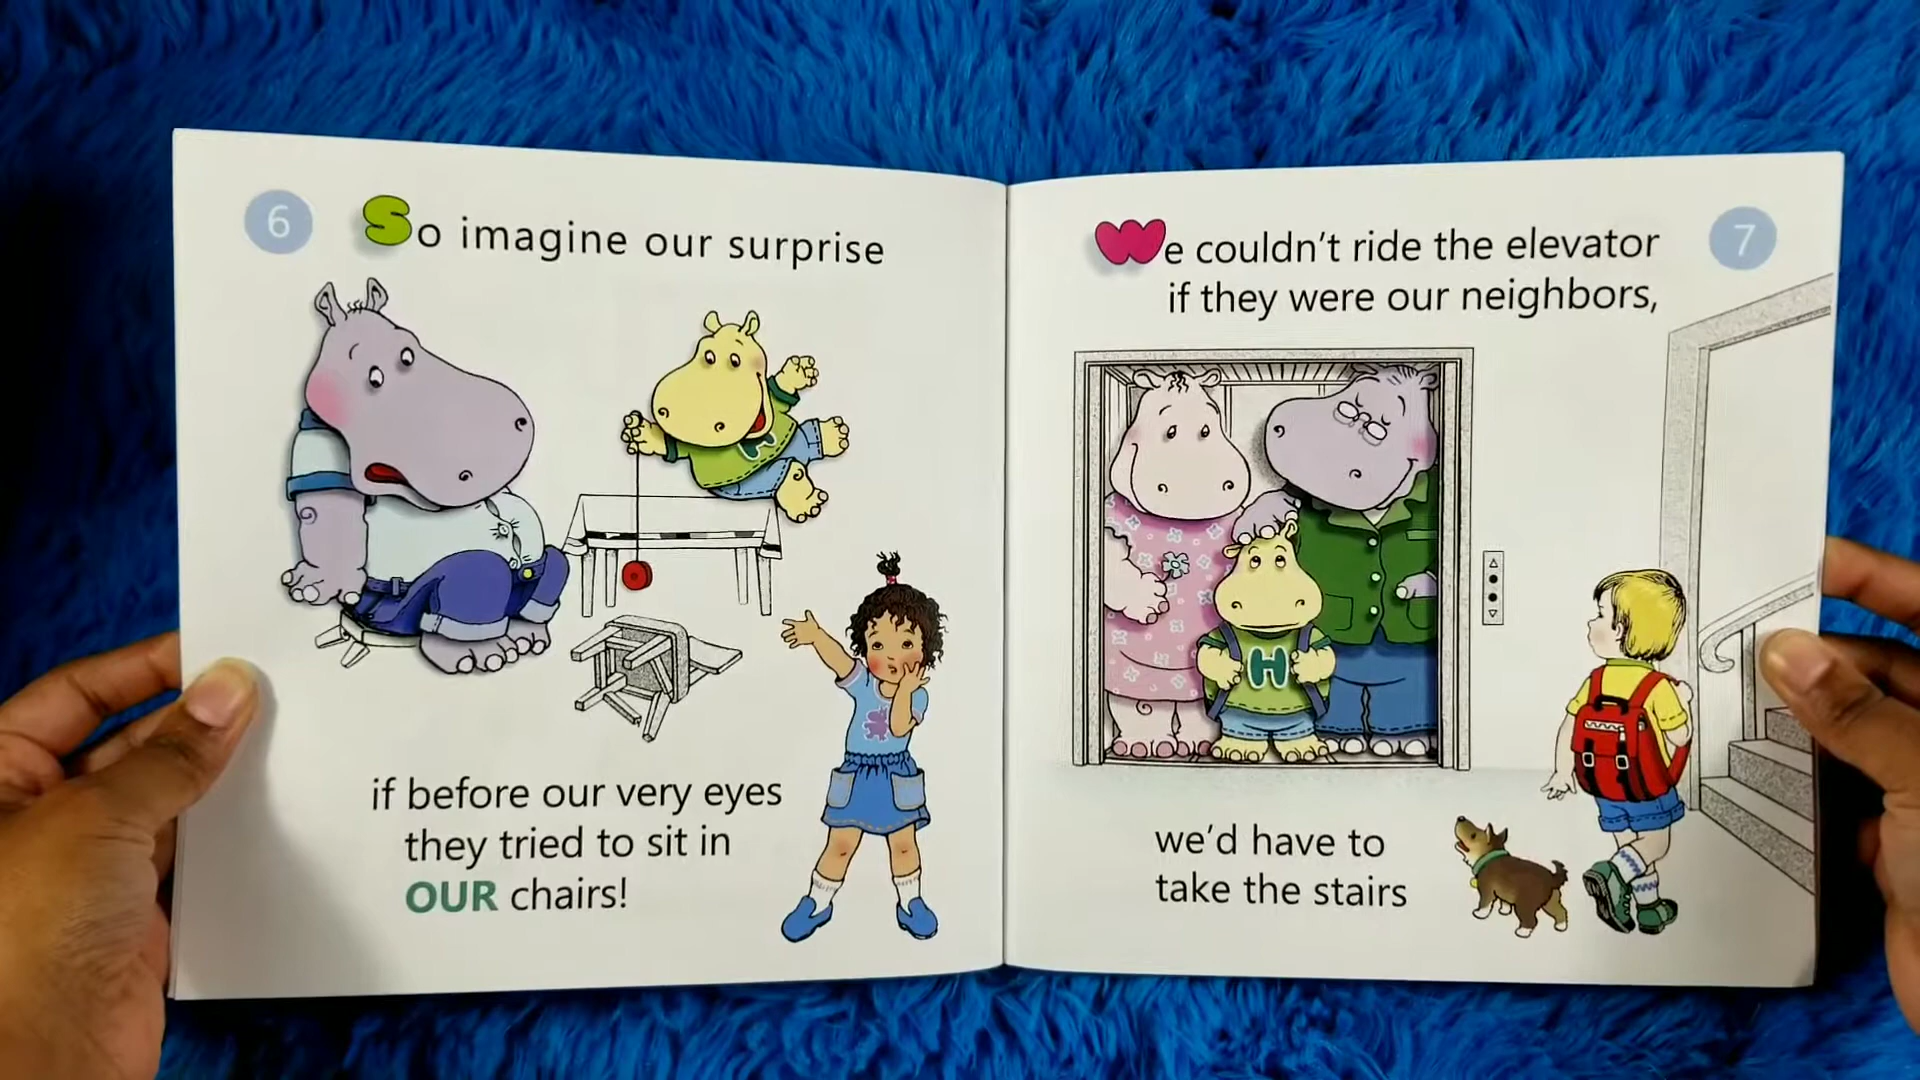 6
So imagine our surprise
if before our very eyes
they tried to sit in
OUR chairs!
We couldn't ride the elevator
7
if they were our neighbors,
H
we'd have to
take the stairs